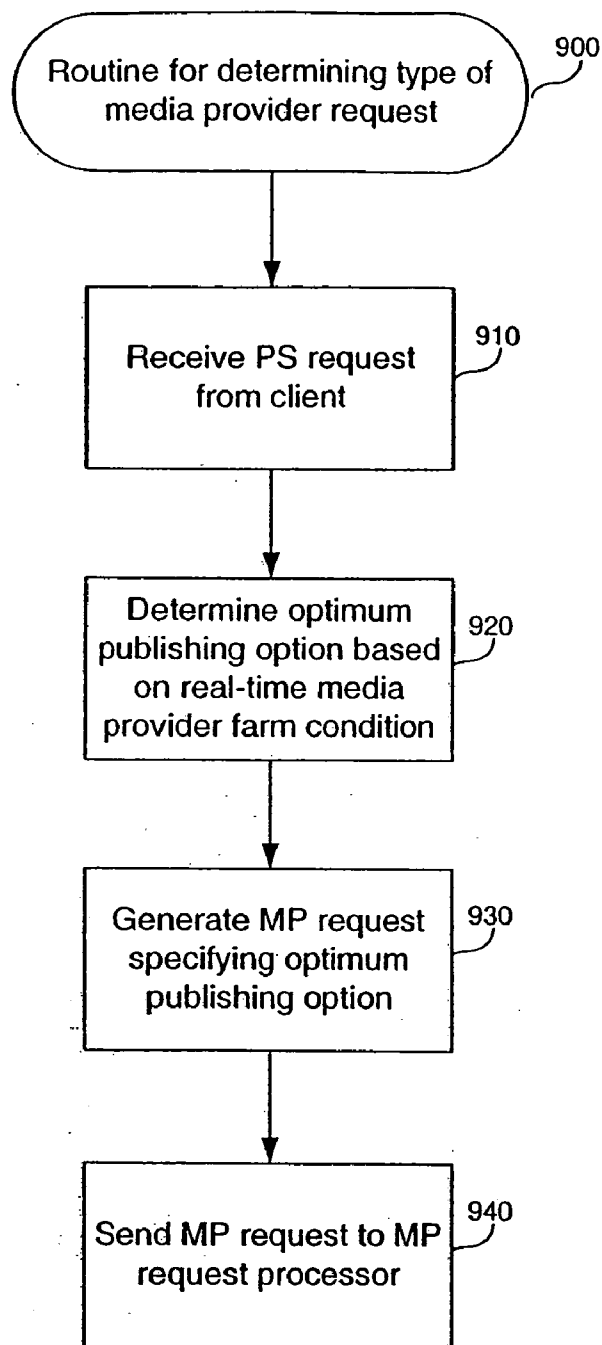 Routine for determining type of
media provider request
900
Receive PS request
from client
910
Determine optimum
publishing option based
on real-time media
provider farm condition
920
Generate MP request
specifying optimum
publishing option
930
Send MP request to MP
request processor
940